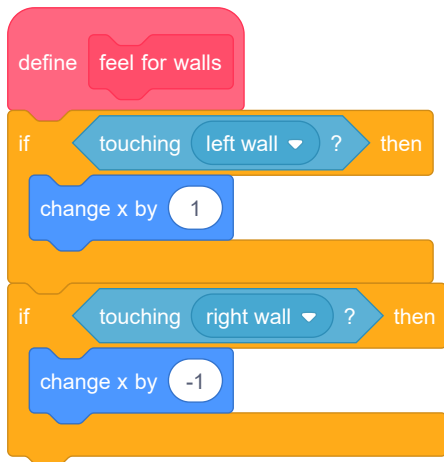 define feel for walls
if touching left wall ? then
change x by 1
if touching right wall ? then
change x by -1